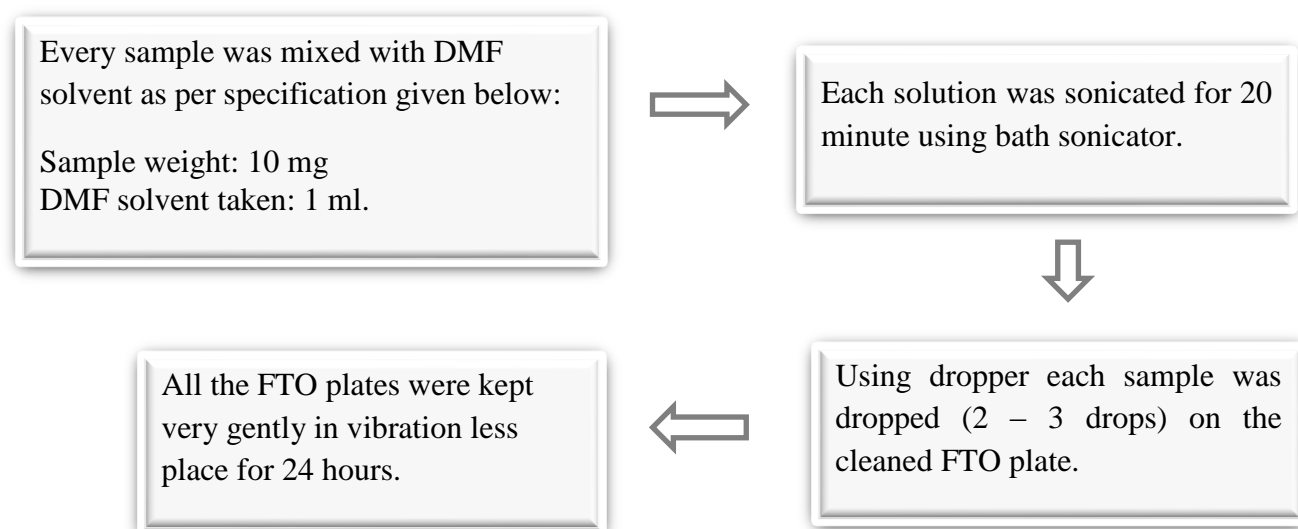 Every sample was mixed with DMF
solvent as per specification given below:
Sample weight: 10 mg
DMF solvent taken: 1 ml.
Each solution was sonicated for 20
minute using bath sonicator.
Using dropper each sample was
dropped (2 – 3 drops) on the
cleaned FTO plate.
All the FTO plates were kept
very gently in vibration less
place for 24 hours.